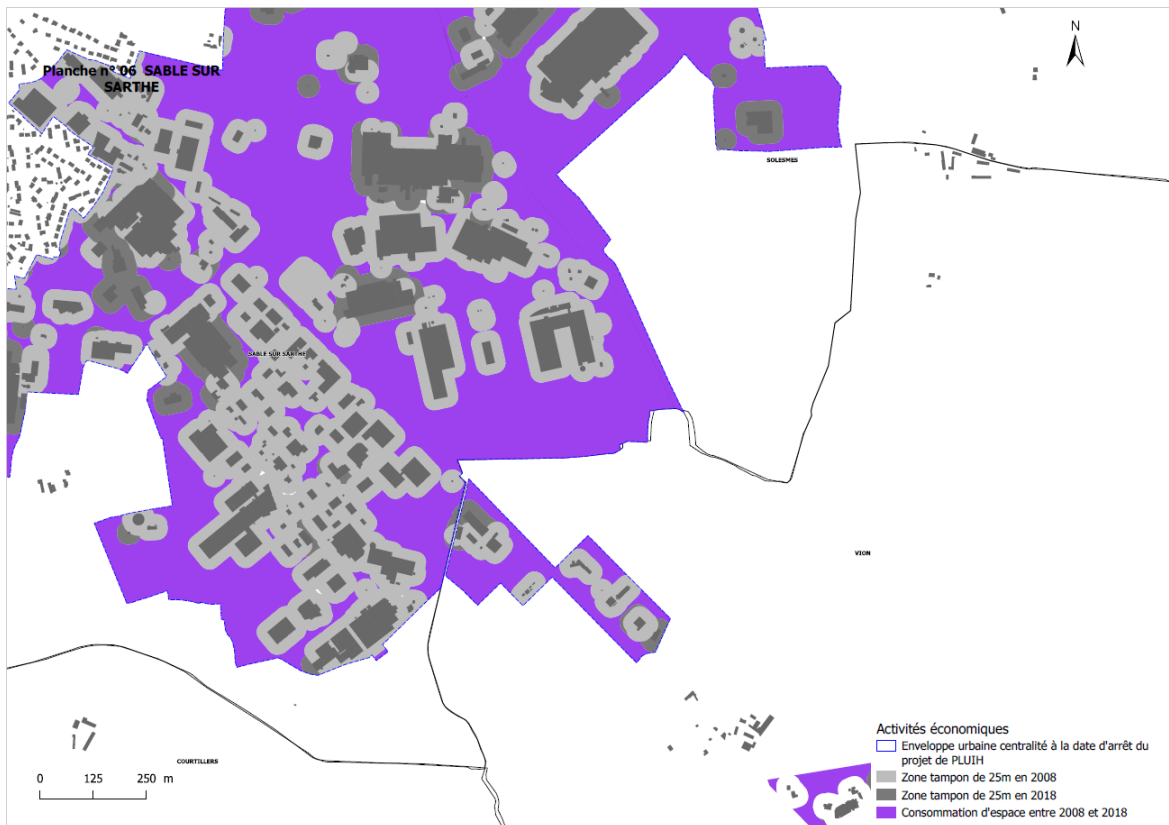 Planche n° 06 SABLE SUR
SARTHE
N
SOLESMES
SABLE SUR SARTHE
VION
COURTILLERS
0 125 250 m
Activités économiques
Enveloppe urbaine centralité à la date d'arrêt du
projet de PLUIH
Zone tampon de 25m en 2008
Zone tampon de 25m en 2018
Consommation d'espace entre 2008 et 2018